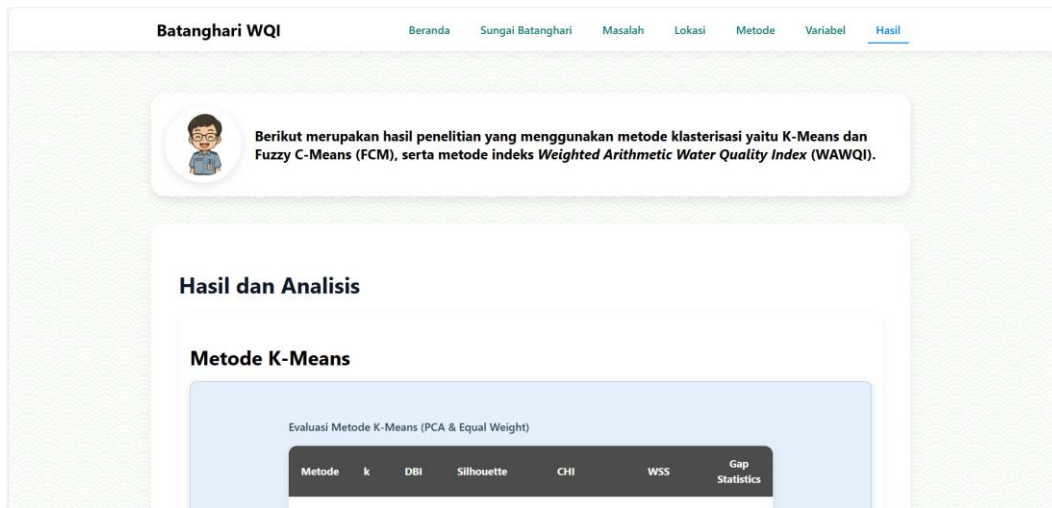 Batanghari WQI Beranda Sungai Batanghari Masalah Lokasi Metode Variabel Hasil
Berikut merupakan hasil penelitian yang menggunakan metode klasterisasi yaitu K-Means dan
Fuzzy C-Means (FCM), serta metode indeks Weighted Arithmetic Water Quality Index (WAWQI).
Hasil dan Analisis
Metode K-Means
Evaluasi Metode K-Means (PCA & Equal Weight)
Metode k DBI Silhouette CHI WSS Gap
Statistics